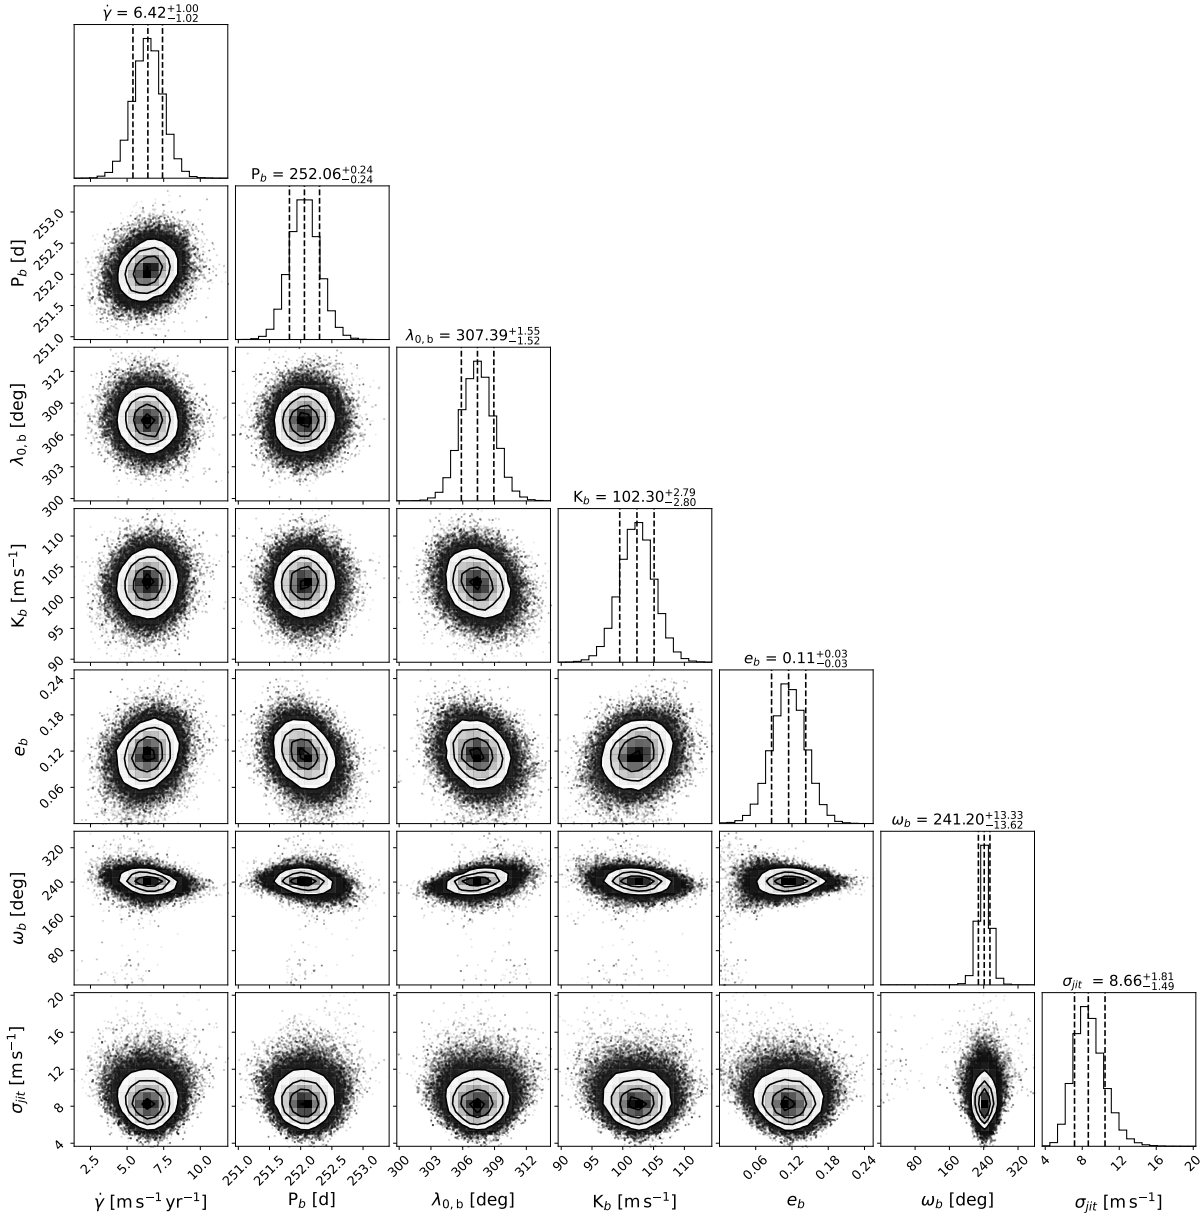 γ̇ = 6.42+1.00−1.02
P_b = 252.06+0.24−0.24
λ0, b = 307.39+1.55−1.52
K_b = 102.30+2.79−2.80
e_b = 0.11+0.03−0.03
ω_b = 241.20+13.33−13.62
σ_jit = 8.66+1.81−1.49
P_b [d]
253.0
252.5
252.0
251.5
251.0
λ0, b [deg]
312
309
306
303
300
K_b [m s−1]
110
105
100
95
90
e_b
0.24
0.18
0.12
0.06
ω_b [deg]
320
240
160
80
σ_jit [m s−1]
20
16
12
8
4
2.5 5.0 7.5 10.0
251.0 251.5 252.0 252.5 253.0
300 303 306 309 312
90 95 100 105 110
0.06 0.12 0.18 0.24
80 160 240 320
4 8 12 16 20
γ̇ [m s−1 yr−1]
P_b [d]
λ0, b [deg]
K_b [m s−1]
e_b
ω_b [deg]
σ_jit [m s−1]